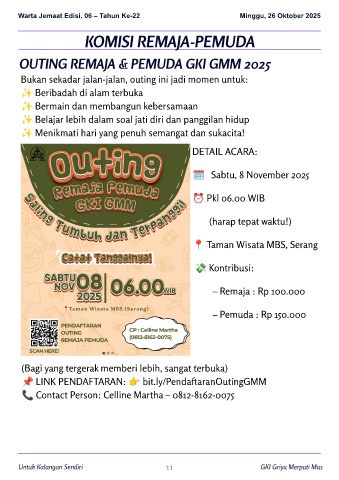 Warta Jemaat Edisi. 06 – Tahun Ke-22
Minggu, 26 Oktober 2025
KOMISI REMAJA-PEMUDA
OUTING REMAJA & PEMUDA GKI GMM 2025
Bukan sekadar jalan-jalan, outing ini jadi momen untuk:
✨ Beribadah di alam terbuka
✨ Bermain dan membangun kebersamaan
✨ Belajar lebih dalam soal jati diri dan panggilan hidup
✨ Menikmati hari yang penuh semangat dan sukacita!
Outing
Remaja Pemuda
GKI GMM
Saling Tumbuh dan Terpanggil
Catat Tanggalnya!
SABTU
NOV
08
2025
06.00 WIB
📍Taman Wisata MBS (Serang)
PENDAFTARAN
OUTING
REMAJA PEMUDA
SCAN HERE!
CP : Celline Martha
(0812-8162-0075)
DETAIL ACARA:
🗓️ Sabtu, 8 November 2025
⏰ Pkl 06.00 WIB
(harap tepat waktu!)
📍 Taman Wisata MBS, Serang
💸 Kontribusi:
– Remaja : Rp 100.000
– Pemuda : Rp 150.000
(Bagi yang tergerak memberi lebih, sangat terbuka)
📌 LINK PENDAFTARAN: 👉 bit.ly/PendaftaranOutingGMM
📞 Contact Person: Celline Martha – 0812-8162-0075
Untuk Kalangan Sendiri
11
GKI Griya Merpati Mas